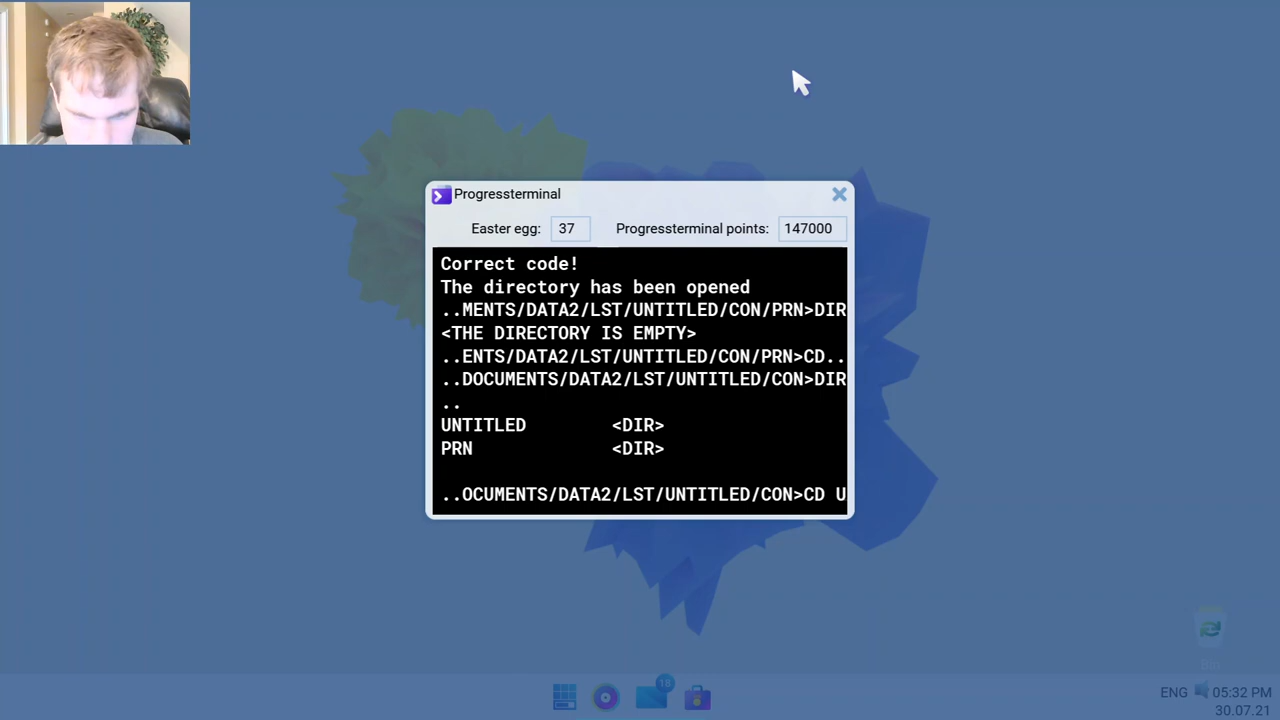 Progressterminal
Easter egg: 37 Progressterminal points: 147000
Correct code!
The directory has been opened
..MENTS/DATA2/LST/UNTITLED/CON/PRN>DIR
<THE DIRECTORY IS EMPTY>
..ENTS/DATA2/LST/UNTITLED/CON/PRN>CD..
..DOCUMENTS/DATA2/LST/UNTITLED/CON>DIR
..
UNTITLED <DIR>
PRN <DIR>
..OCUMENTS/DATA2/LST/UNTITLED/CON>CD U
Bin
18
ENG 05:32 PM
30.07.21